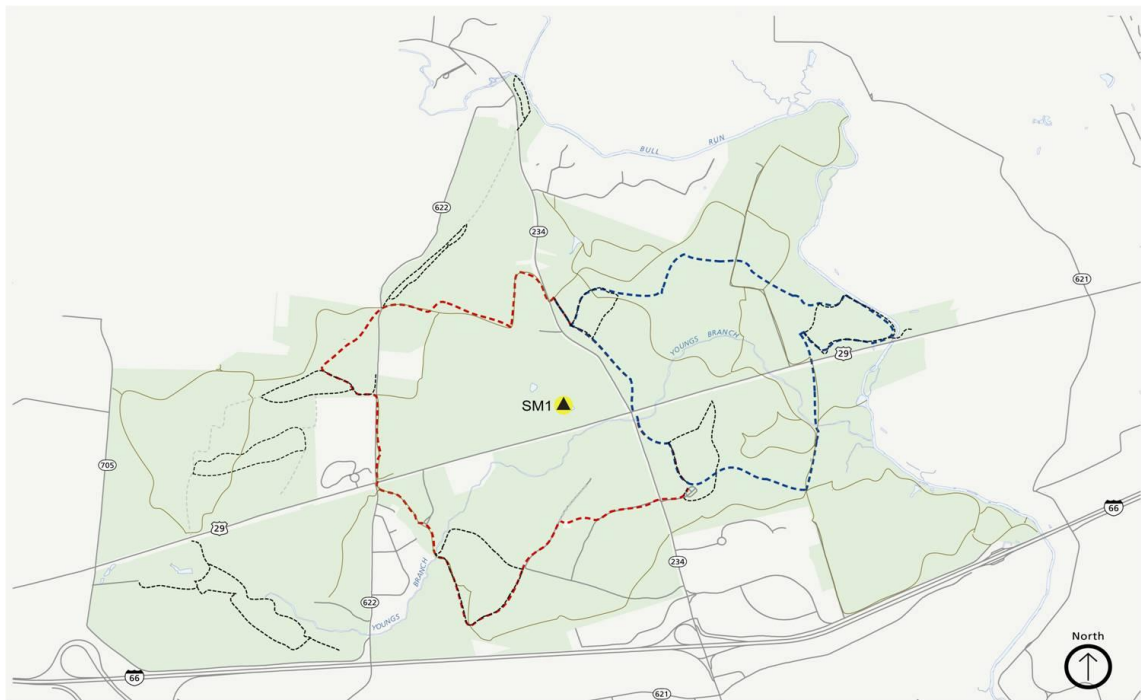 BULL RUN
622
234
621
YOUNGS BRANCH
29
SM1
705
66
29
234
YOUNGS BRANCH
622
66
621
North